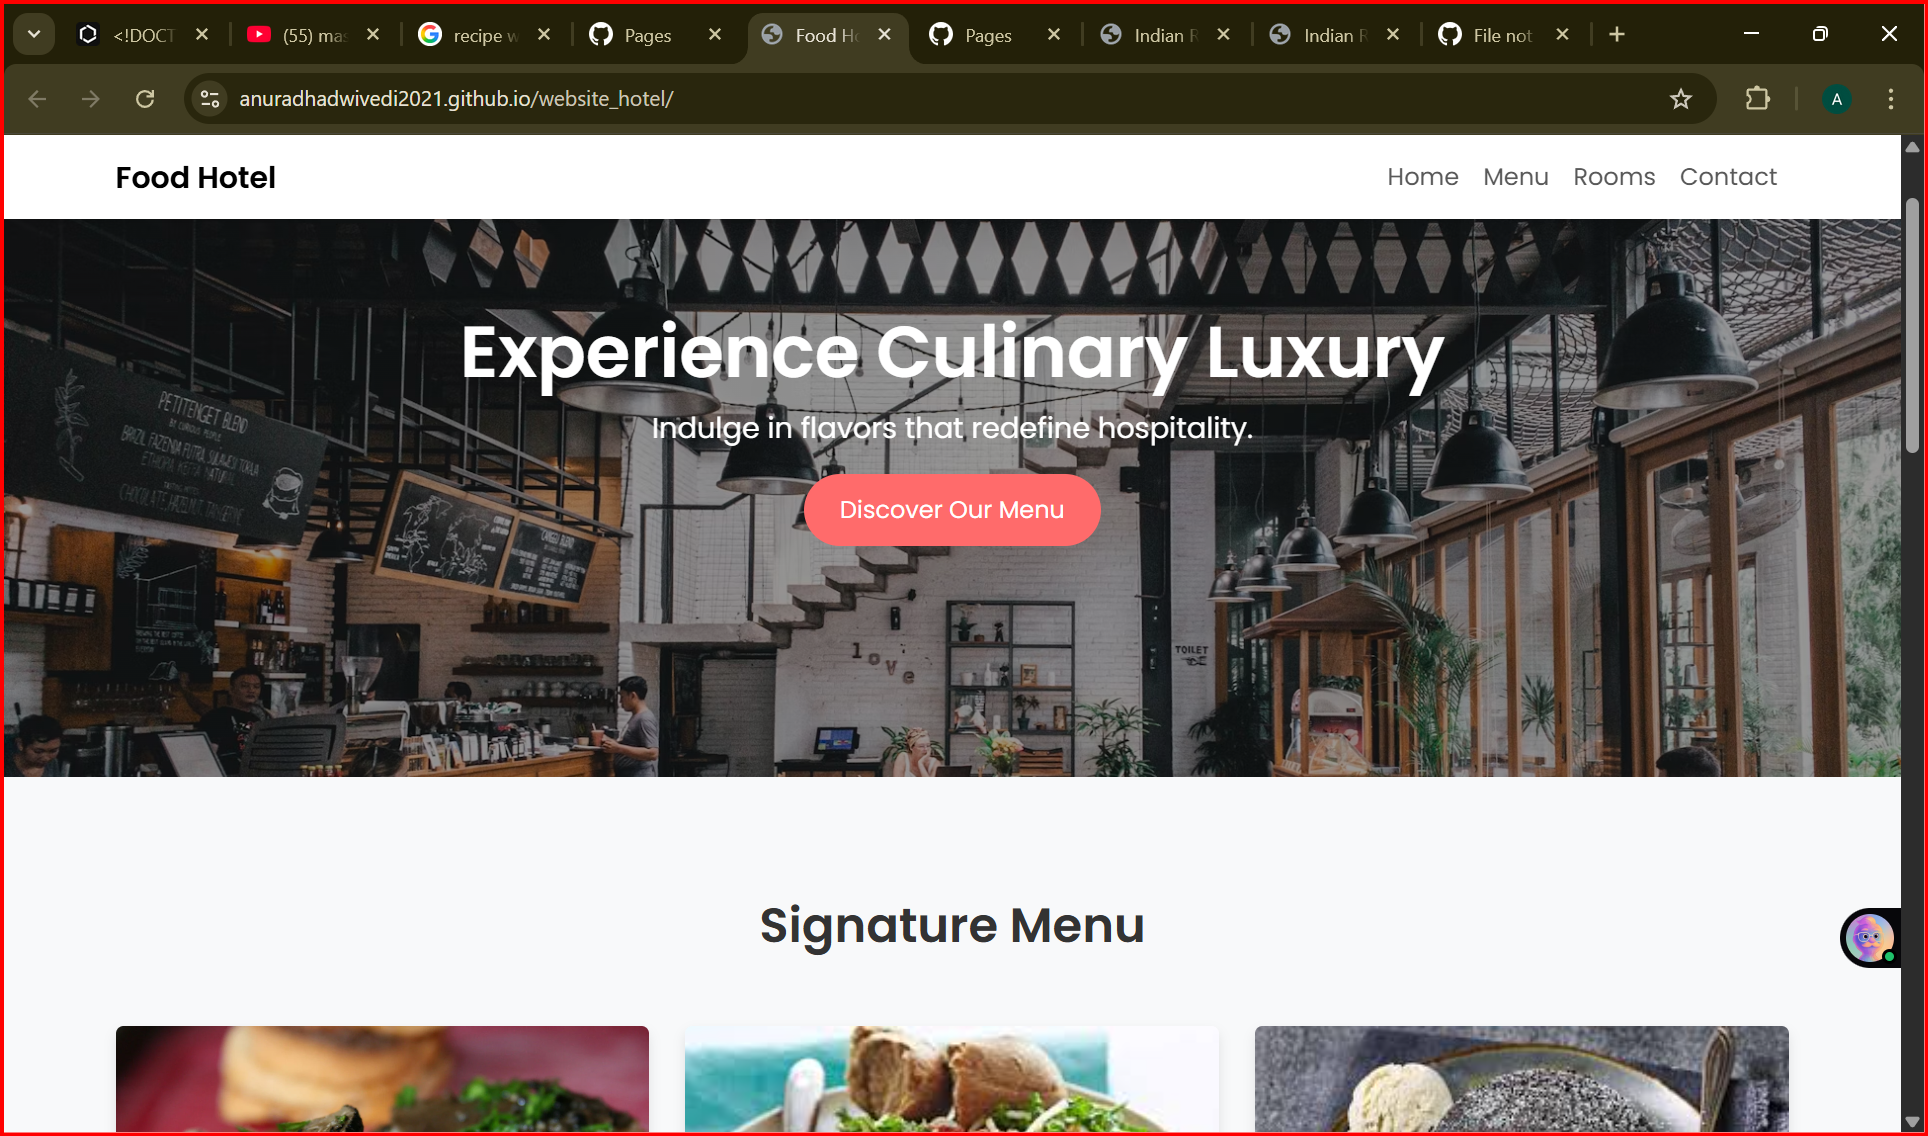 <!DOCT
(55) mas
recipe w
Pages
Food Ho
Pages
Indian R
Indian R
File not
anuradhadwivedi2021.github.io/website_hotel/
A
Food Hotel
Home Menu Rooms Contact
Experience Culinary Luxury
Indulge in flavors that redefine hospitality.
Discover Our Menu
PETITENGET BLEND
love
TOILET
Signature Menu